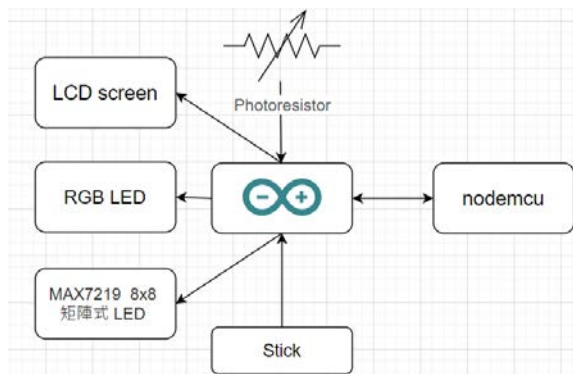 Photoresistor
LCD screen
RGB LED
nodemcu
MAX7219 8x8
矩陣式 LED
Stick